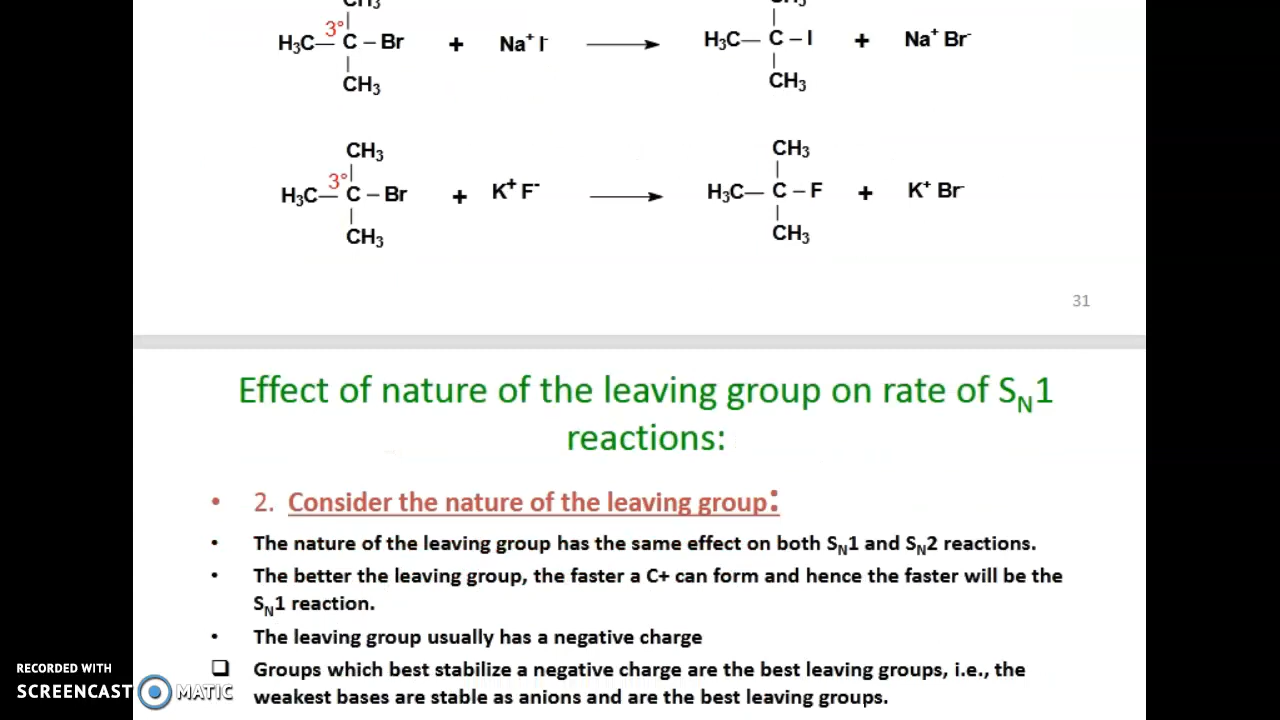 CH₃
3°
H₃C— C – Br + Na⁺ I⁻ H₃C— C – I + Na⁺ Br⁻
CH₃ CH₃
CH₃ CH₃
3°
H₃C— C – Br + K⁺ F⁻ H₃C— C – F + K⁺ Br⁻
CH₃ CH₃
31
Effect of nature of the leaving group on rate of Sₙ1
reactions:
• 2. Consider the nature of the leaving group:
• The nature of the leaving group has the same effect on both Sₙ1 and Sₙ2 reactions.
• The better the leaving group, the faster a C+ can form and hence the faster will be the
Sₙ1 reaction.
• The leaving group usually has a negative charge
❑ Groups which best stabilize a negative charge are the best leaving groups, i.e., the
weakest bases are stable as anions and are the best leaving groups.
RECORDED WITH
SCREENCAST MATIC